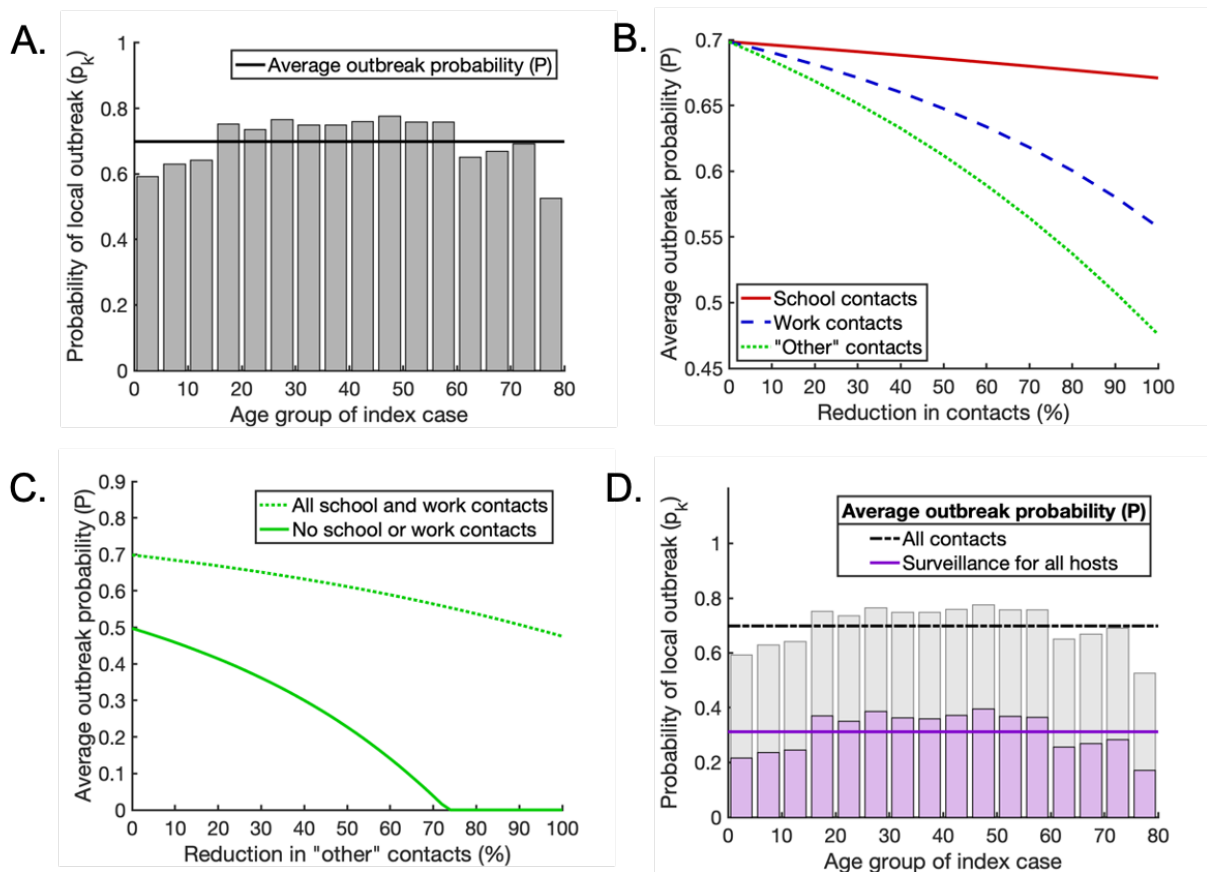 A.
Probability of local outbreak (pk)
1
0.8
0.6
0.4
0.2
0
Average outbreak probability (P)
0 10 20 30 40 50 60 70 80
Age group of index case
B.
Average outbreak probability (P)
0.7
0.65
0.6
0.55
0.5
0.45
School contacts
Work contacts
"Other" contacts
0 10 20 30 40 50 60 70 80 90 100
Reduction in contacts (%)
C.
Average outbreak probability (P)
0.9
0.8
0.7
0.6
0.5
0.4
0.3
0.2
0.1
0
All school and work contacts
No school or work contacts
0 10 20 30 40 50 60 70 80 90 100
Reduction in "other" contacts (%)
D.
Probability of local outbreak (pk)
1
0.8
0.6
0.4
0.2
0
Average outbreak probability (P)
All contacts
Surveillance for all hosts
0 10 20 30 40 50 60 70 80
Age group of index case